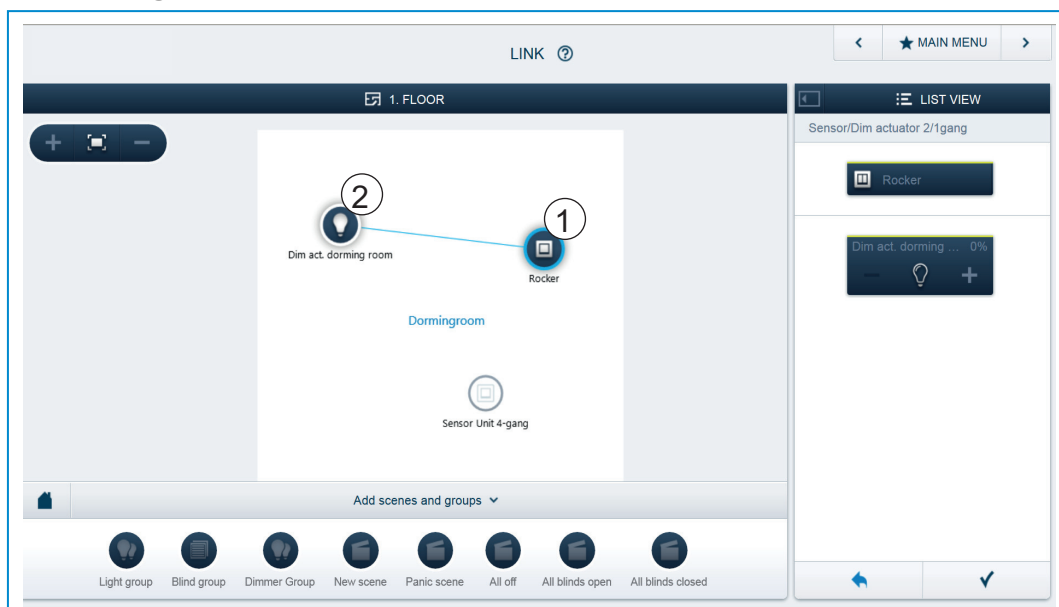 LINK ?
MAIN MENU
1. FLOOR
LIST VIEW
Sensor/Dim actuator 2/1gang
Rocker
Dim act. dorming ... 0%
2
1
Dim act. dorming room
Rocker
Dormingroom
Sensor Unit 4-gang
Add scenes and groups
Light group Blind group Dimmer Group New scene Panic scene All off All blinds open All blinds closed